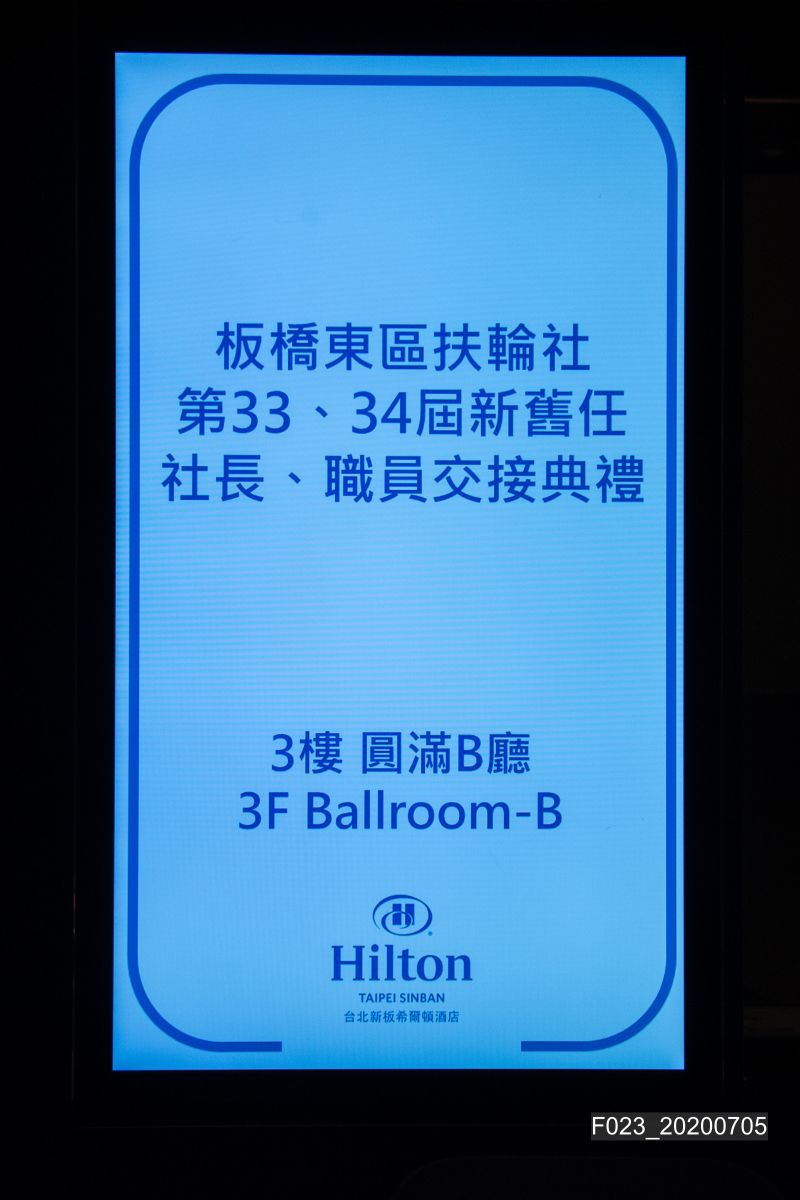 板橋東區扶輪社
第33、34屆新舊任
社長、職員交接典禮
3樓 圓滿B廳
3F Ballroom-B
H
Hilton
TAIPEI SINBAN
台北新板希爾頓酒店
F023_20200705